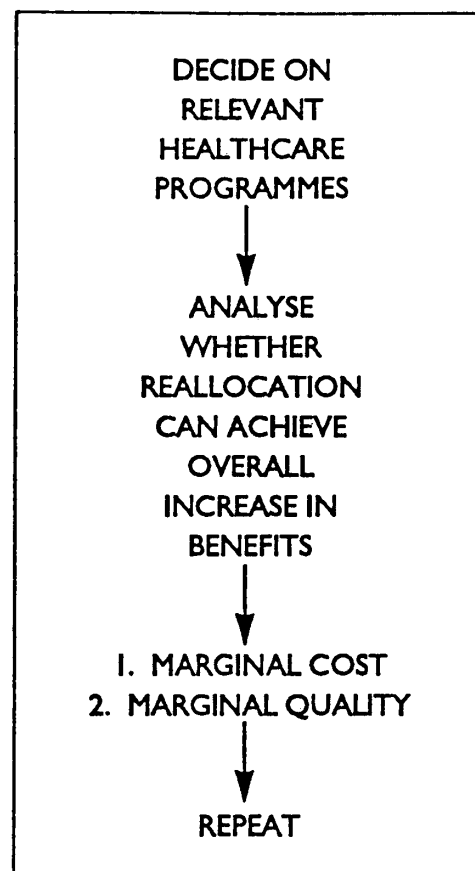 DECIDE ON
RELEVANT
HEALTHCARE
PROGRAMMES
ANALYSE
WHETHER
REALLOCATION
CAN ACHIEVE
OVERALL
INCREASE IN
BENEFITS
1. MARGINAL COST
2. MARGINAL QUALITY
REPEAT